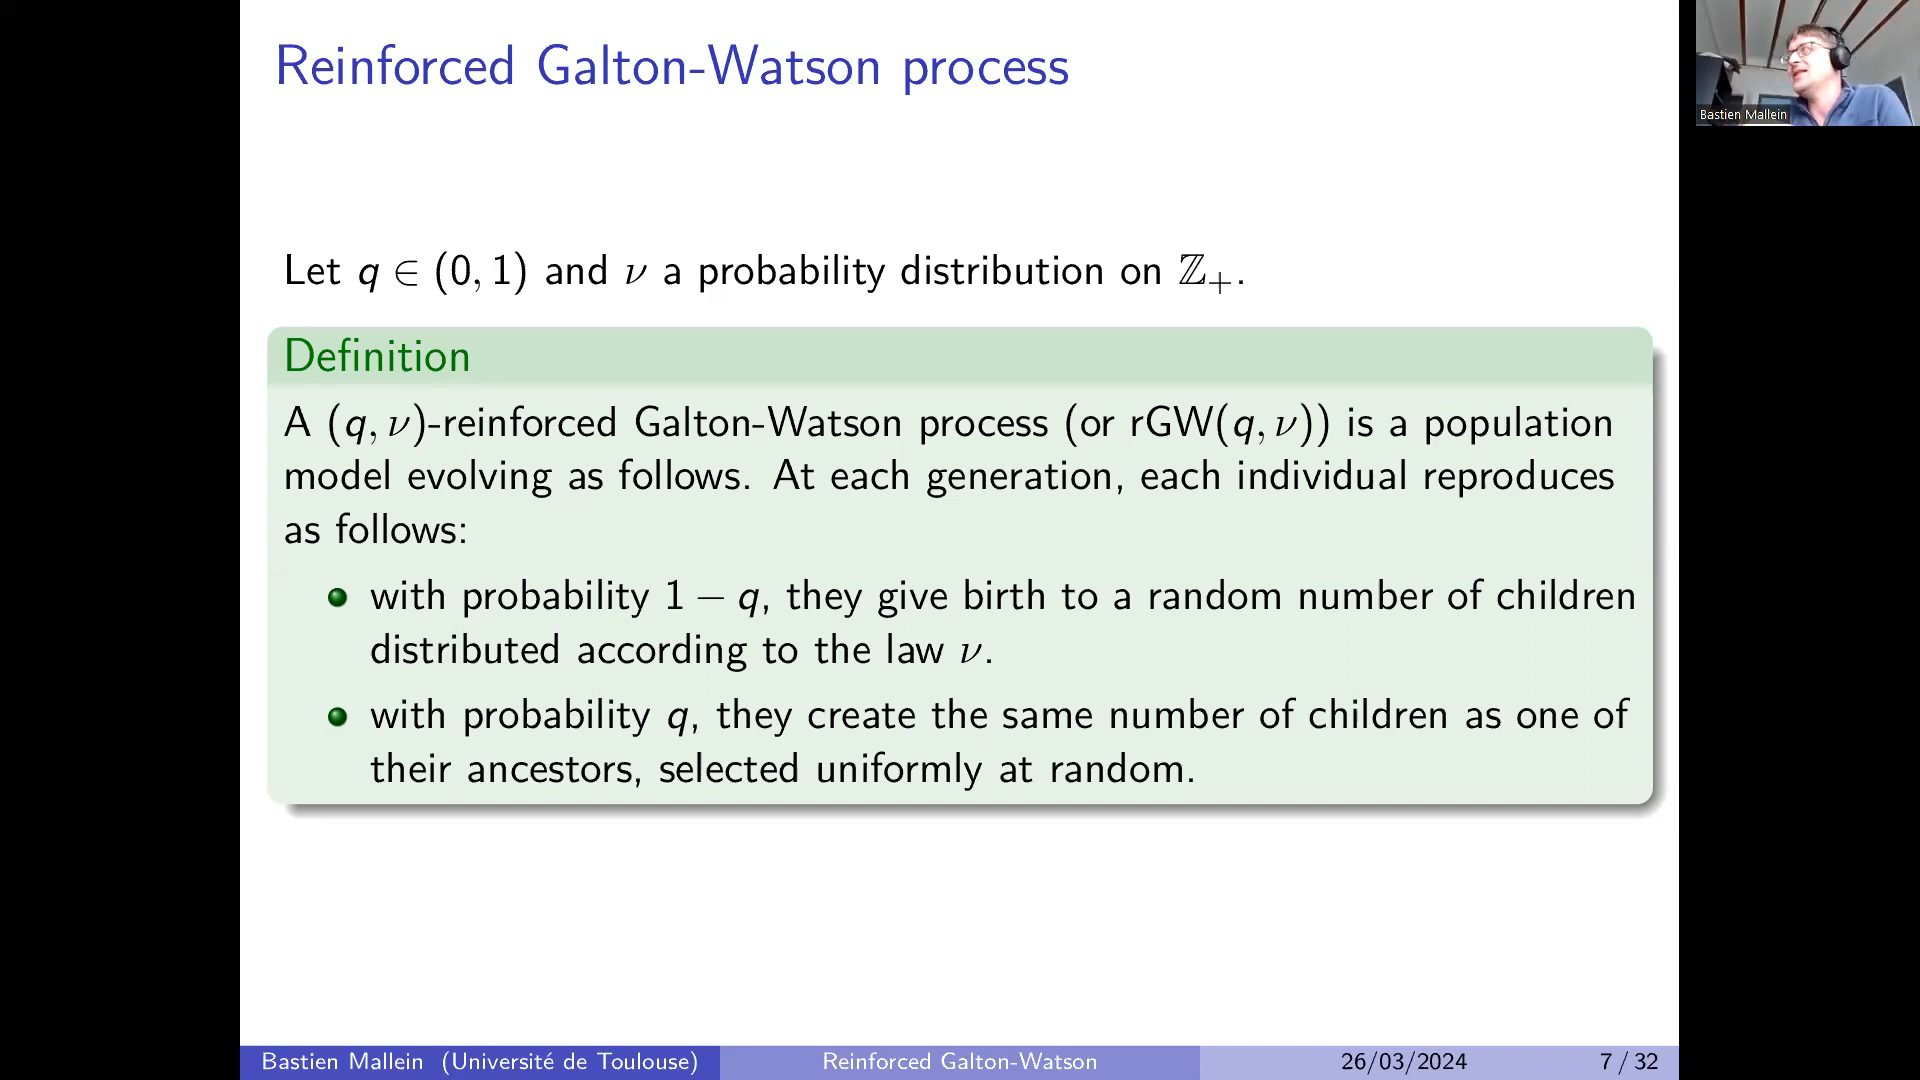 Reinforced Galton-Watson process
Bastien Mallein
Let q ∈ (0, 1) and ν a probability distribution on ℤ₊.
Definition
A (q, ν)-reinforced Galton-Watson process (or rGW(q, ν)) is a population
model evolving as follows. At each generation, each individual reproduces
as follows:
with probability 1 − q, they give birth to a random number of children
distributed according to the law ν.
with probability q, they create the same number of children as one of
their ancestors, selected uniformly at random.
Bastien Mallein (Université de Toulouse) Reinforced Galton-Watson 26/03/2024 7 / 32